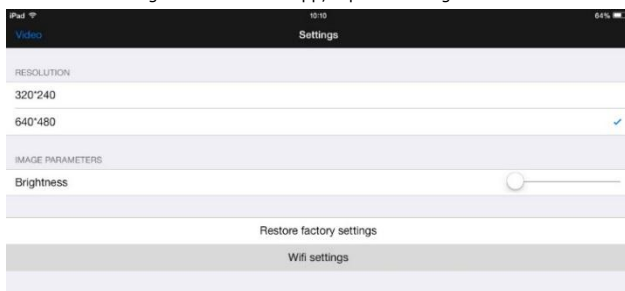 iPad 10:10 64%
Video Settings
RESOLUTION
320*240
640*480
IMAGE PARAMETERS
Brightness
Restore factory settings
Wifi settings